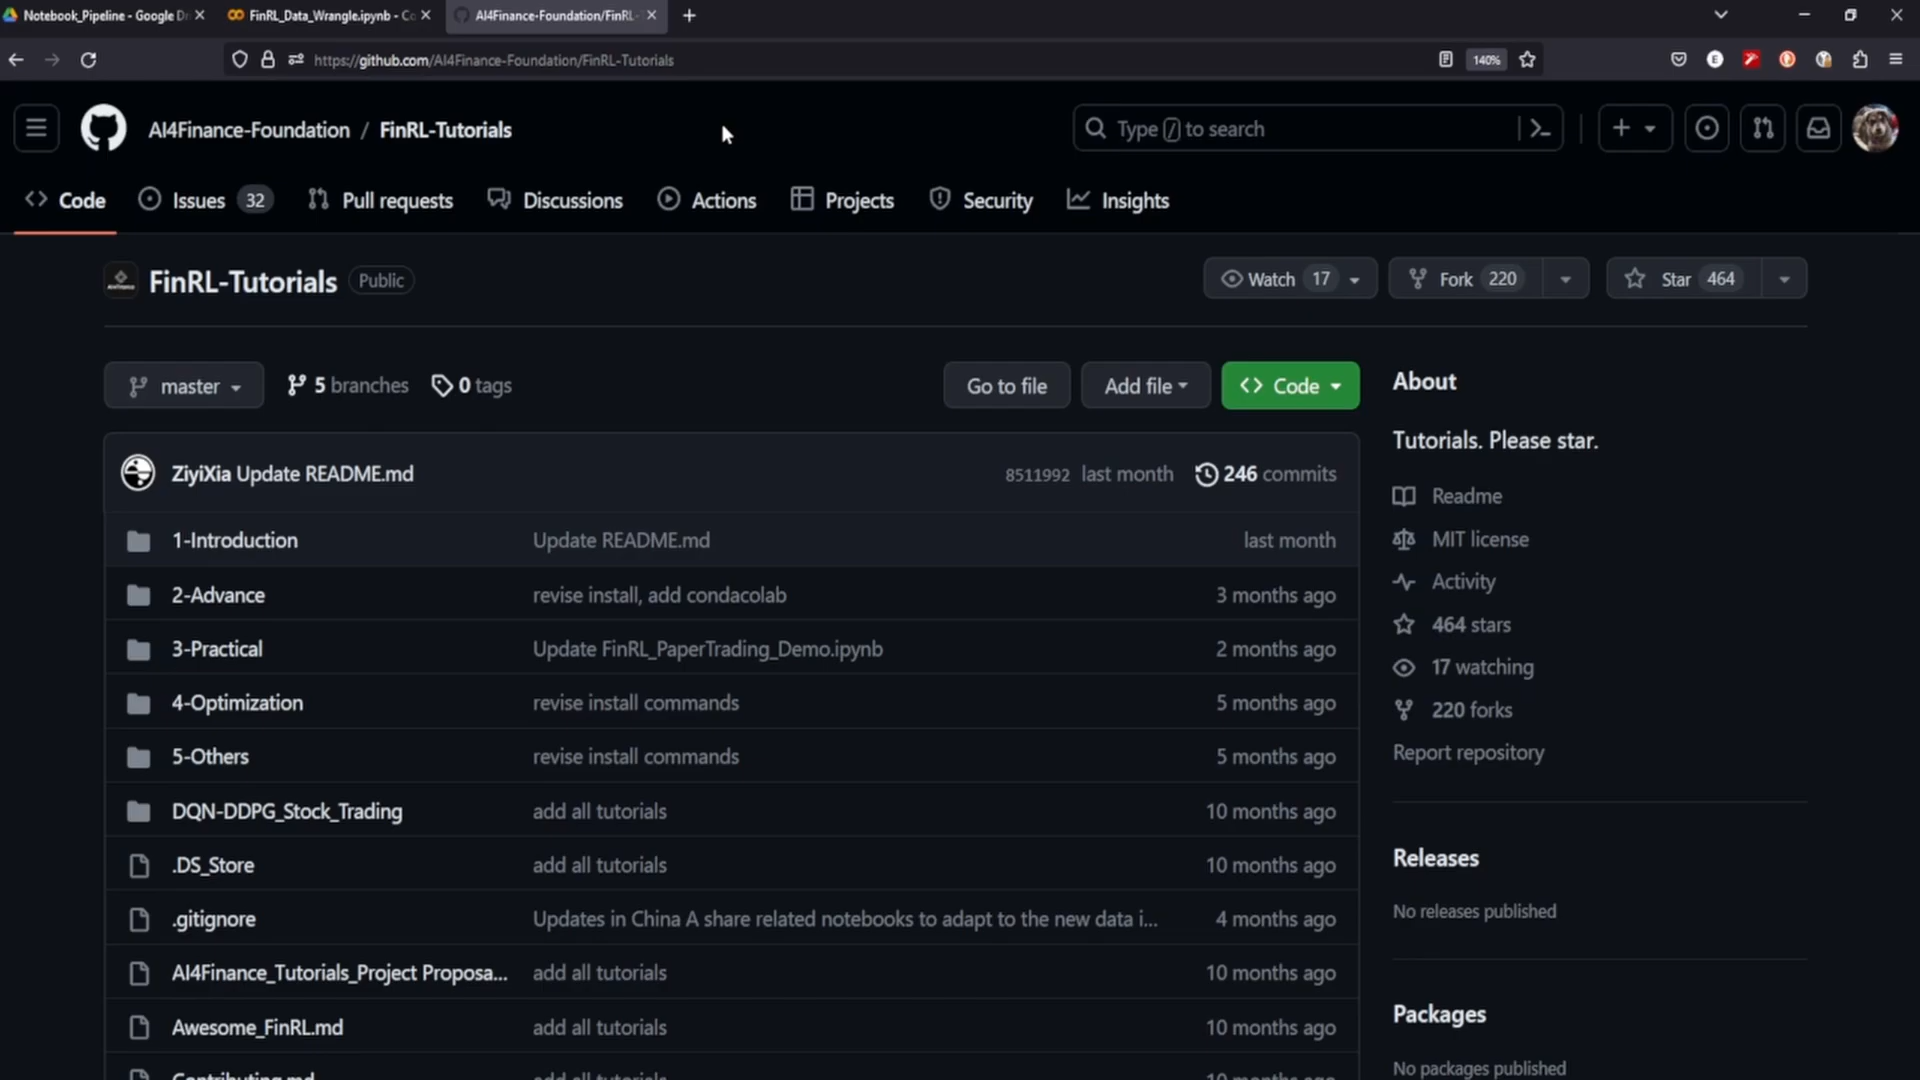 Notebook_Pipeline - Google Dr
FinRL_Data_Wrangle.ipynb - Co
AI4Finance-Foundation/FinRL-
https://github.com/AI4Finance-Foundation/FinRL-Tutorials
140%
E
AI4Finance-Foundation / FinRL-Tutorials
Type / to search
Code
Issues 32
Pull requests
Discussions
Actions
Projects
Security
Insights
FinRL-Tutorials Public
Watch 17
Fork 220
Star 464
master
5 branches
0 tags
Go to file
Add file
Code
About
Tutorials. Please star.
Readme
MIT license
Activity
464 stars
17 watching
220 forks
Report repository
Releases
No releases published
Packages
No packages published
ZiyiXia Update README.md 8511992 last month 246 commits
1-Introduction Update README.md last month
2-Advance revise install, add condacolab 3 months ago
3-Practical Update FinRL_PaperTrading_Demo.ipynb 2 months ago
4-Optimization revise install commands 5 months ago
5-Others revise install commands 5 months ago
DQN-DDPG_Stock_Trading add all tutorials 10 months ago
.DS_Store add all tutorials 10 months ago
.gitignore Updates in China A share related notebooks to adapt to the new data i... 4 months ago
AI4Finance_Tutorials_Project Proposa... add all tutorials 10 months ago
Awesome_FinRL.md add all tutorials 10 months ago
Contributing.md add all tutorials 10 months ago